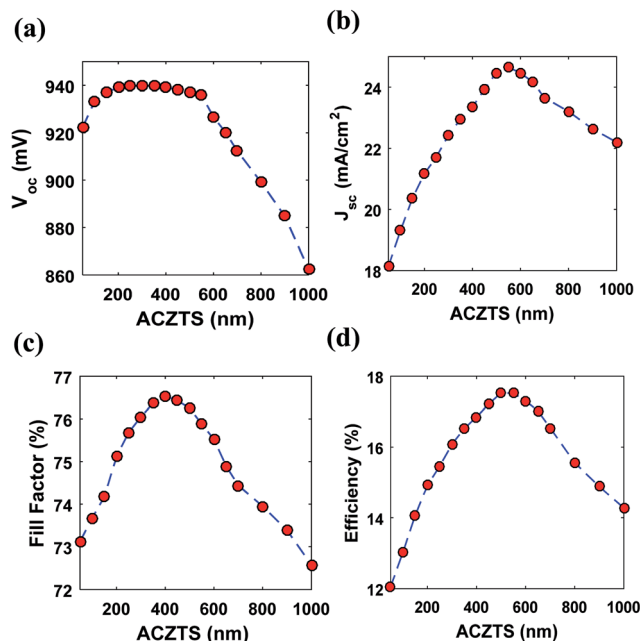 (a)
940
920
900
880
860
V_oc (mV)
200 400 600 800 1000
ACZTS (nm)
(b)
24
22
20
18
J_sc (mA/cm²)
200 400 600 800 1000
ACZTS (nm)
(c)
77
76
75
74
73
72
Fill Factor (%)
200 400 600 800 1000
ACZTS (nm)
(d)
18
16
14
12
Efficiency (%)
200 400 600 800 1000
ACZTS (nm)